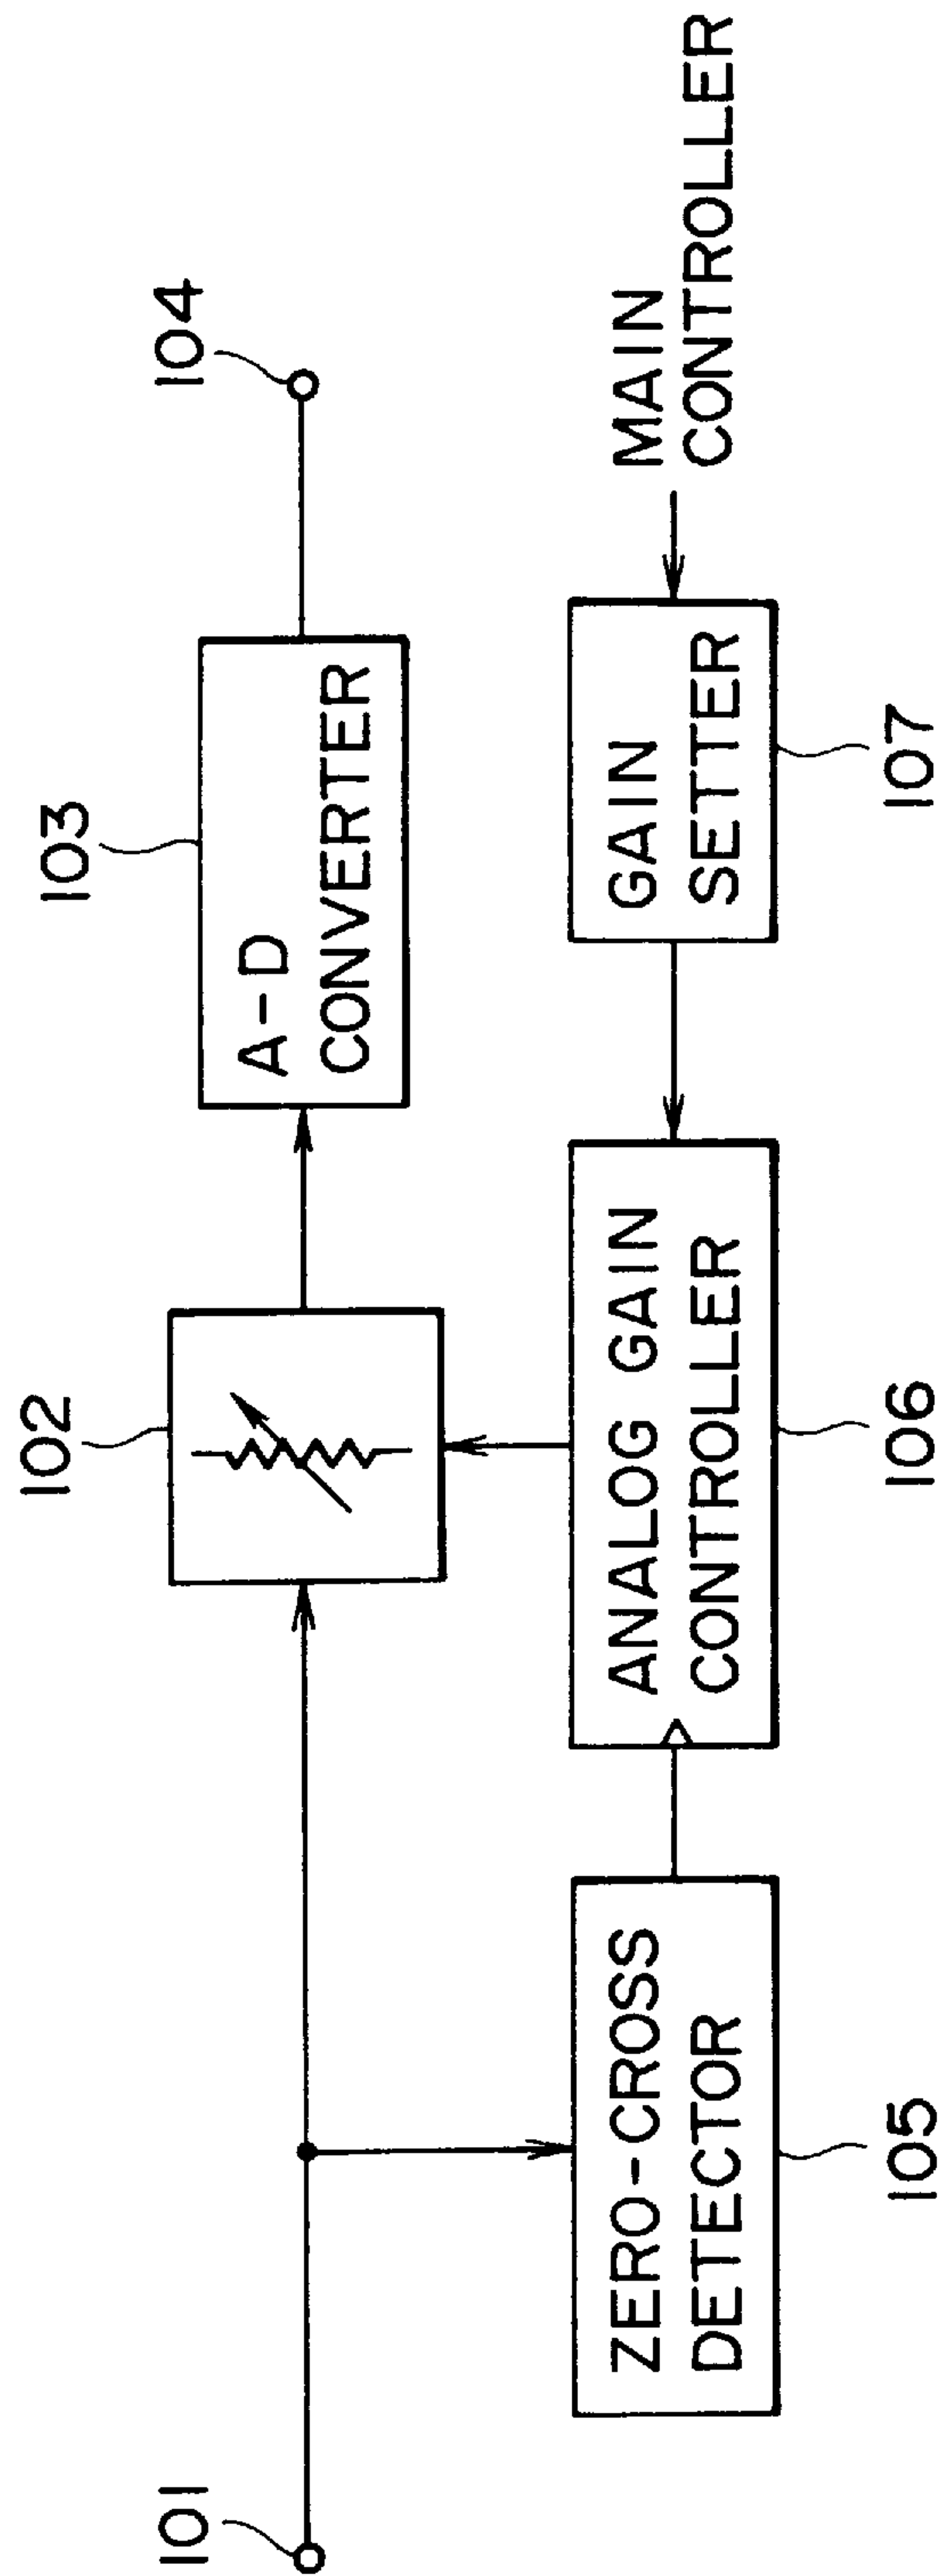 101
102
103
104
A-D
CONVERTER
ZERO-CROSS
DETECTOR
ANALOG GAIN
CONTROLLER
GAIN
SETTER
MAIN
CONTROLLER
105
106
107